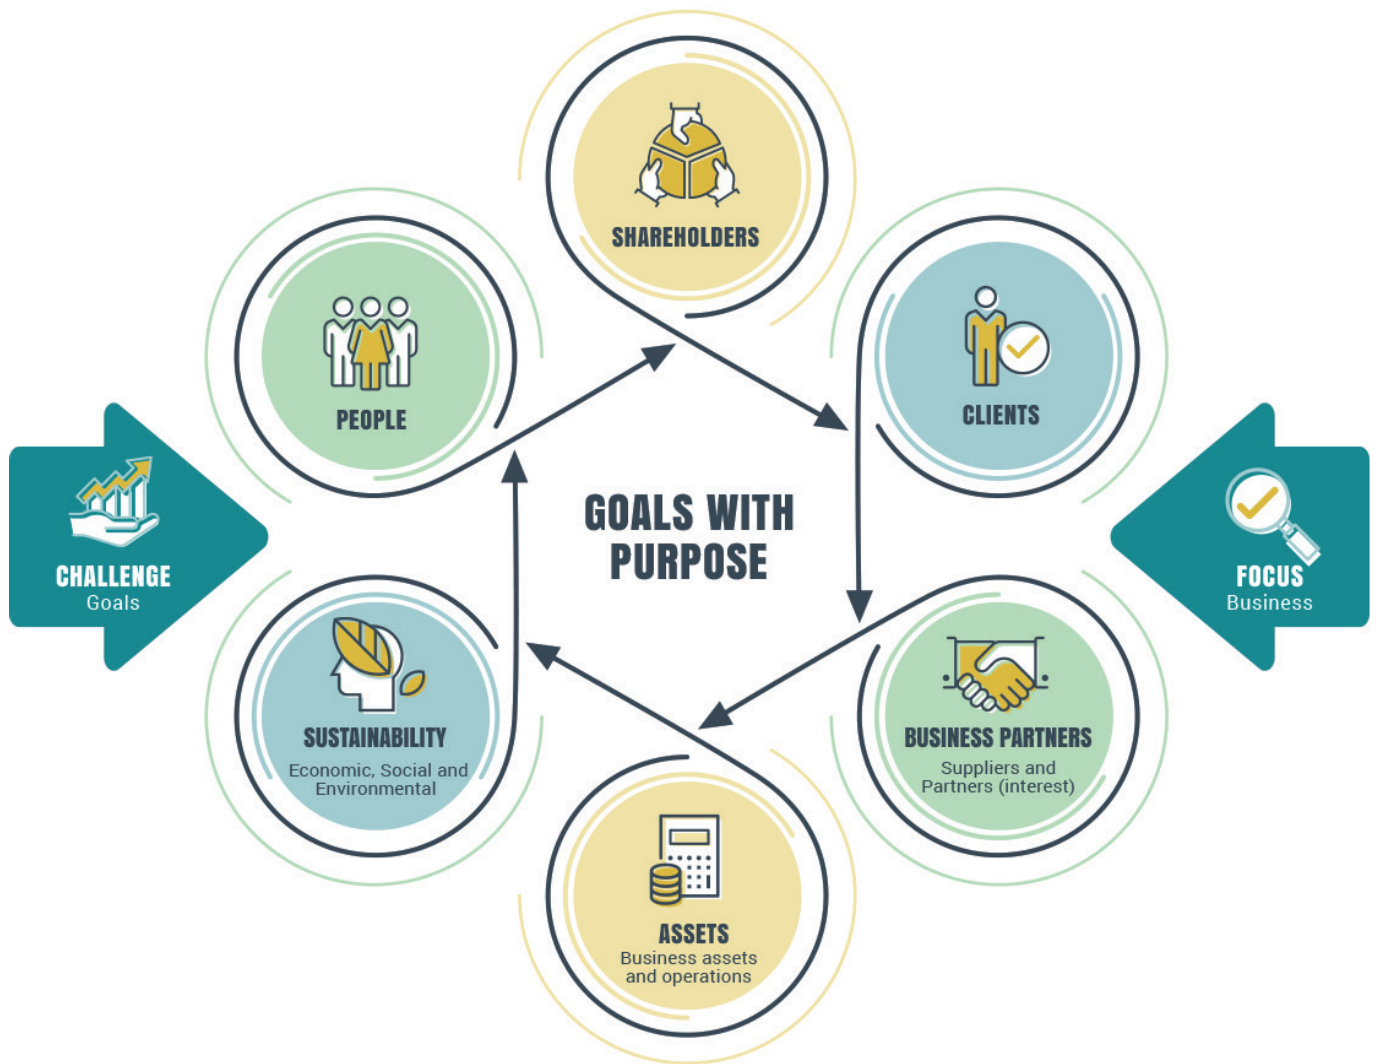 SHAREHOLDERS
PEOPLE
CLIENTS
CHALLENGE
Goals
GOALS WITH
PURPOSE
FOCUS
Business
SUSTAINABILITY
Economic, Social and
Environmental
BUSINESS PARTNERS
Suppliers and
Partners (interest)
ASSETS
Business assets
and operations